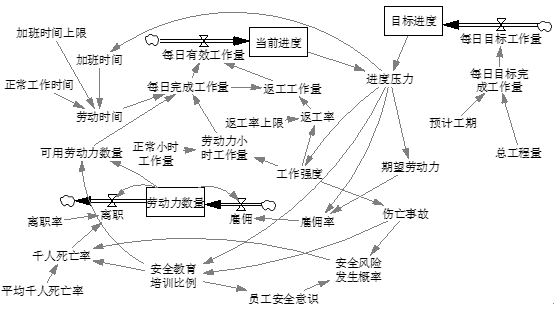 加班时间上限
加班时间
正常工作时间
劳动时间
每日有效工作量
当前进度
目标进度
每日目标工作量
每日完成工作量
返工工作量
进度压力
每日目标完
成工作量
返工率上限
返工率
预计工期
总工程量
可用劳动力数量
正常小时
工作量
劳动力小
时工作量
工作强度
期望劳动力
离职率
离职
劳动力数量
雇佣
雇佣率
伤亡事故
千人死亡率
平均千人死亡率
安全教育
培训比例
员工安全意识
安全风险
发生概率